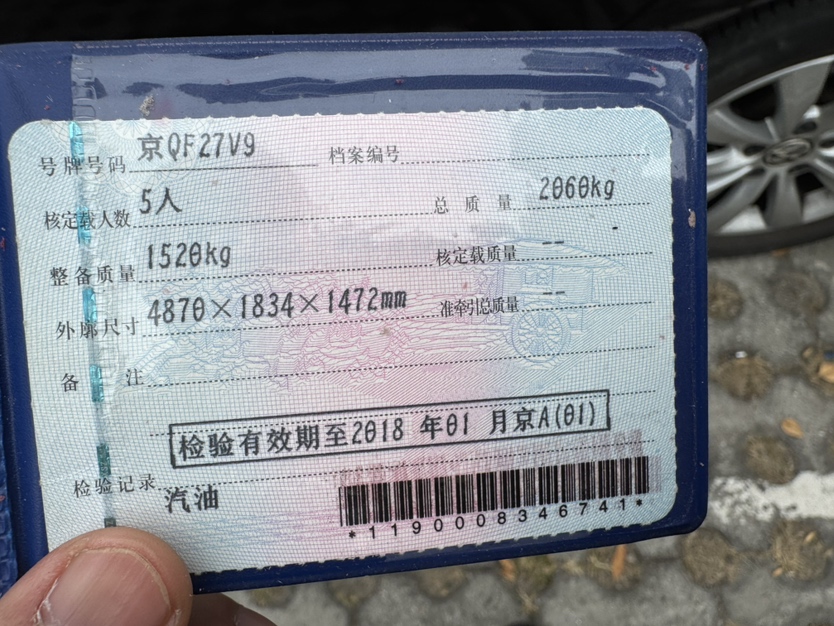 号牌号码 京QF27V9 档案编号
核定载人数 5人 总质量 2060kg
整备质量 1520kg 核定载质量 --
外廓尺寸 4870×1834×1472mm 准牵引总质量 --
备注
检验有效期至2018年01月京A(01)
检验记录
汽油
*1190008346741*